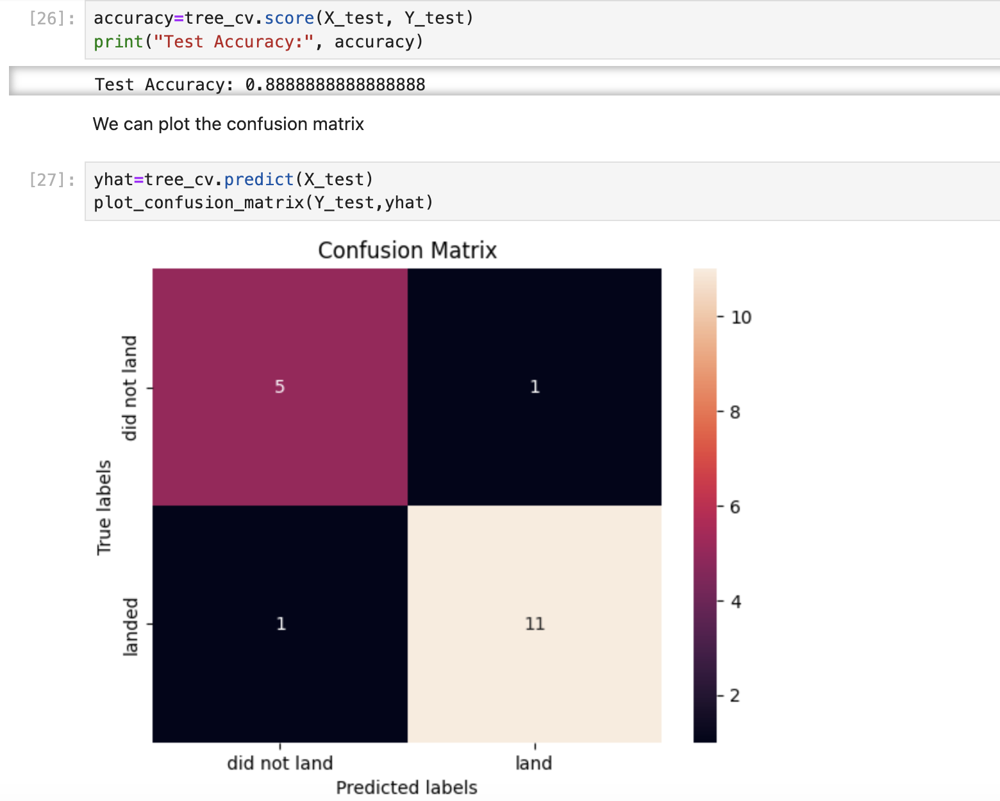 [26]: accuracy=tree_cv.score(X_test, Y_test)
print("Test Accuracy:", accuracy)
Test Accuracy: 0.8888888888888888
We can plot the confusion matrix
[27]: yhat=tree_cv.predict(X_test)
plot_confusion_matrix(Y_test,yhat)
Confusion Matrix
True labels
did not land
5
1
landed
1
11
did not land
land
Predicted labels
10
8
6
4
2